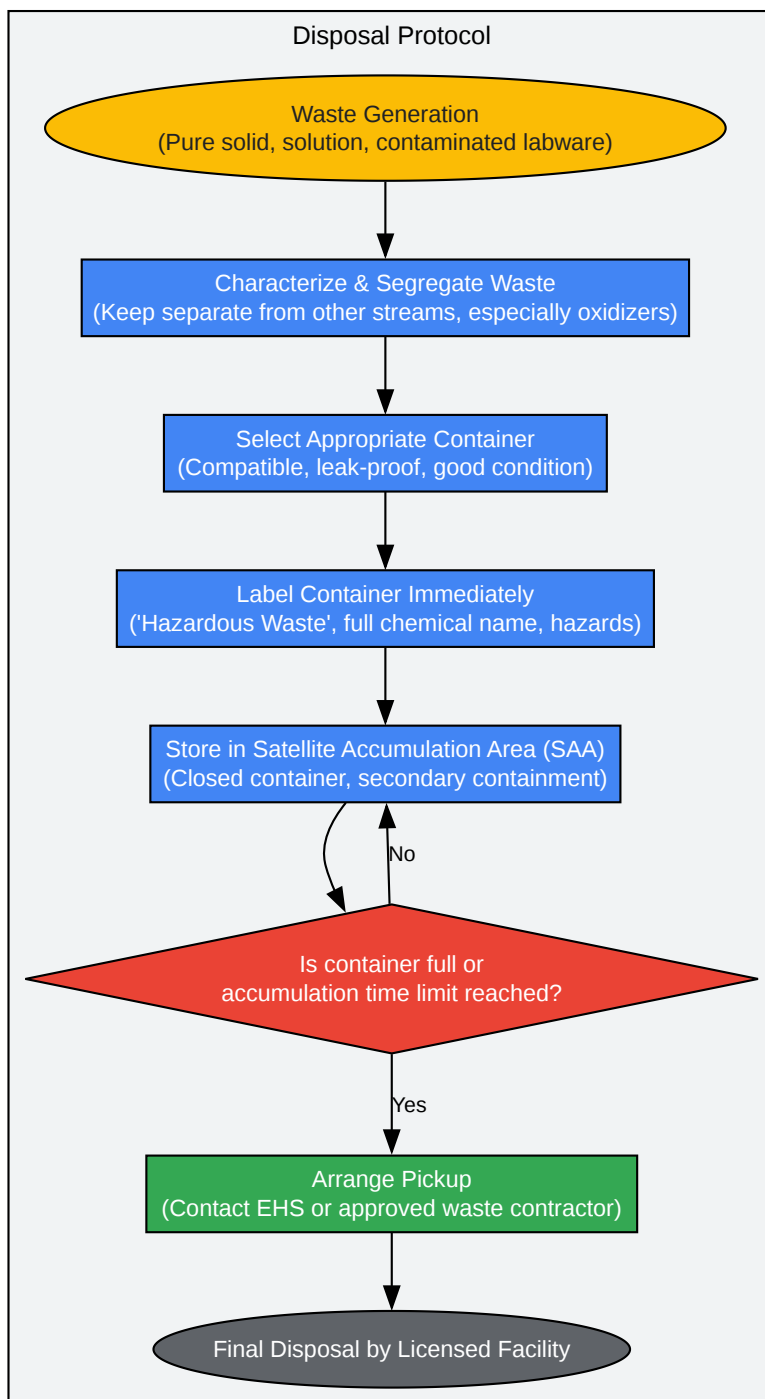 Disposal Protocol
Waste Generation
(Pure solid, solution, contaminated labware)
Characterize & Segregate Waste
(Keep separate from other streams, especially oxidizers)
Select Appropriate Container
(Compatible, leak-proof, good condition)
Label Container Immediately
('Hazardous Waste', full chemical name, hazards)
Store in Satellite Accumulation Area (SAA)
(Closed container, secondary containment)
No
Is container full or
accumulation time limit reached?
Yes
Arrange Pickup
(Contact EHS or approved waste contractor)
Final Disposal by Licensed Facility